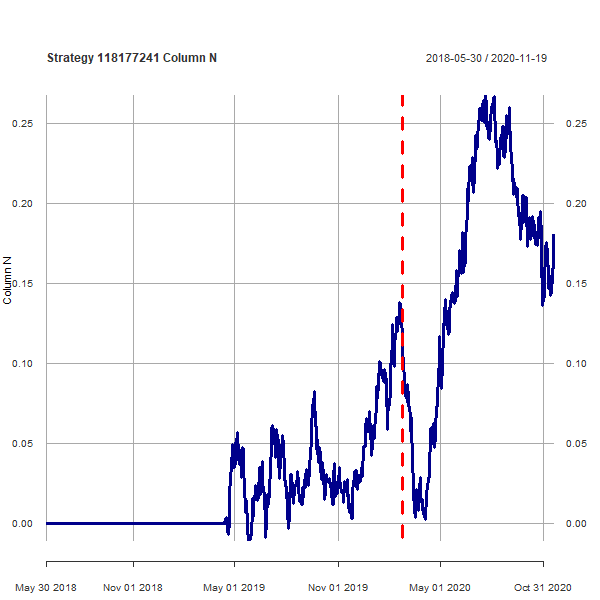 Strategy 118177241 Column N
2018-05-30 / 2020-11-19
0.25
0.25
0.20
0.20
0.15
0.15
Column N
0.10
0.10
0.05
0.05
0.00
0.00
May 30 2018
Nov 01 2018
May 01 2019
Nov 01 2019
May 01 2020
Oct 31 2020